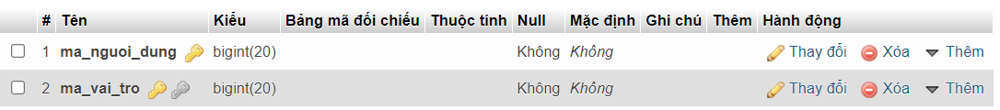 # Tên Kiểu Bảng mã đối chiếu Thuộc tính Null Mặc định Ghi chú Thêm Hành động
1 ma_nguoi_dung bigint(20) Không Không Thay đổi Xóa Thêm
2 ma_vai_tro bigint(20) Không Không Thay đổi Xóa Thêm